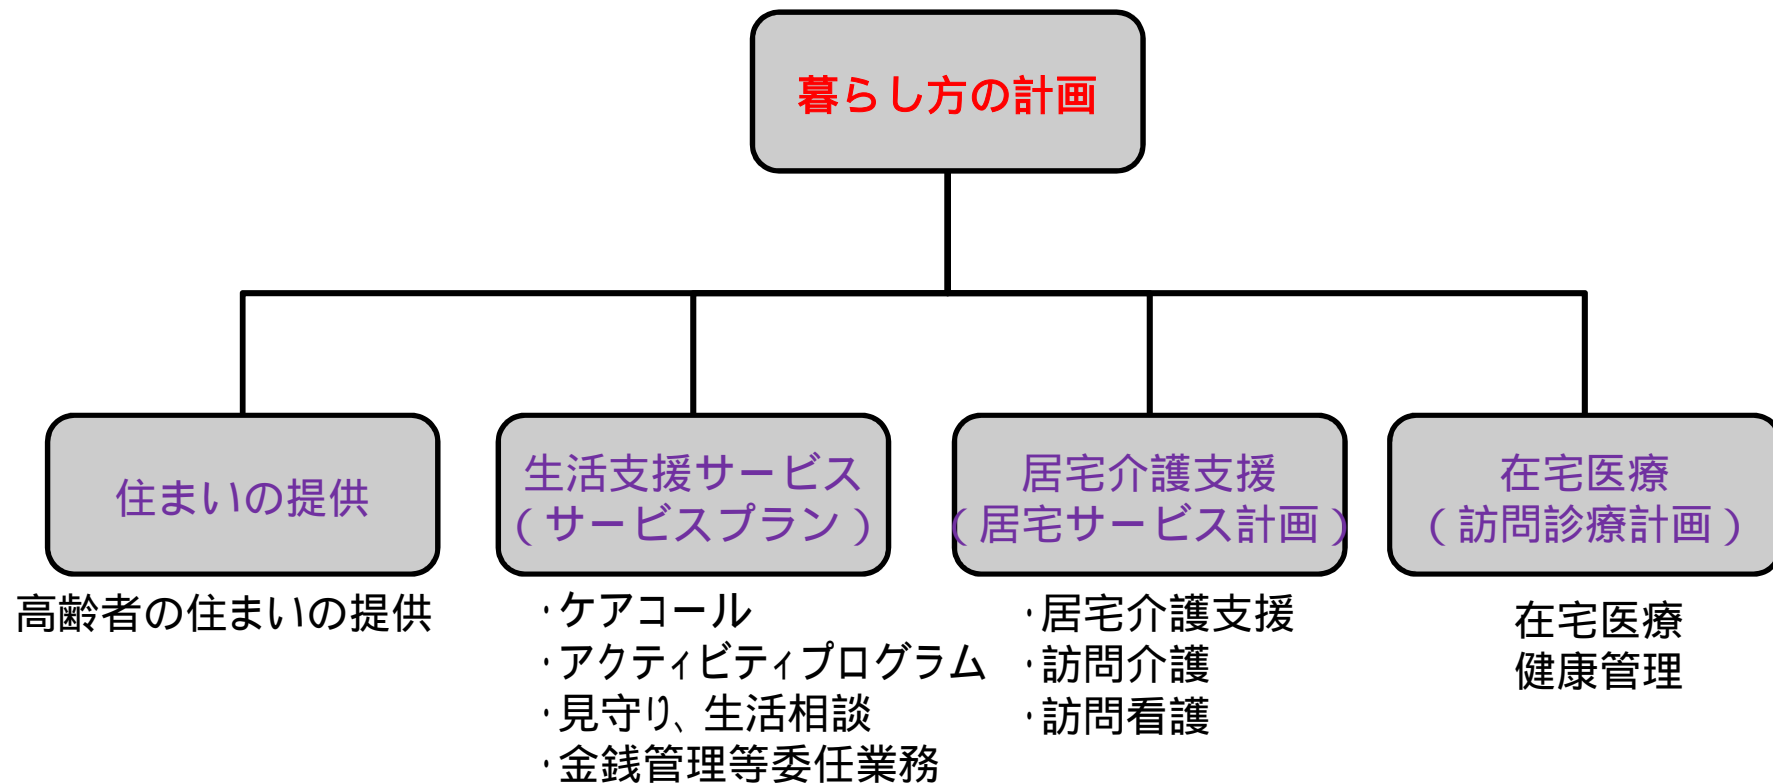 暮らし方の計画
住まいの提供
高齢者の住まいの提供
生活支援サービス
（サービスプラン）
・ケアコール
・アクティビティプログラム
・見守り、生活相談
・金銭管理等委任業務
居宅介護支援
（居宅サービス計画）
・居宅介護支援
・訪問介護
・訪問看護
在宅医療
（訪問診療計画）
在宅医療
健康管理